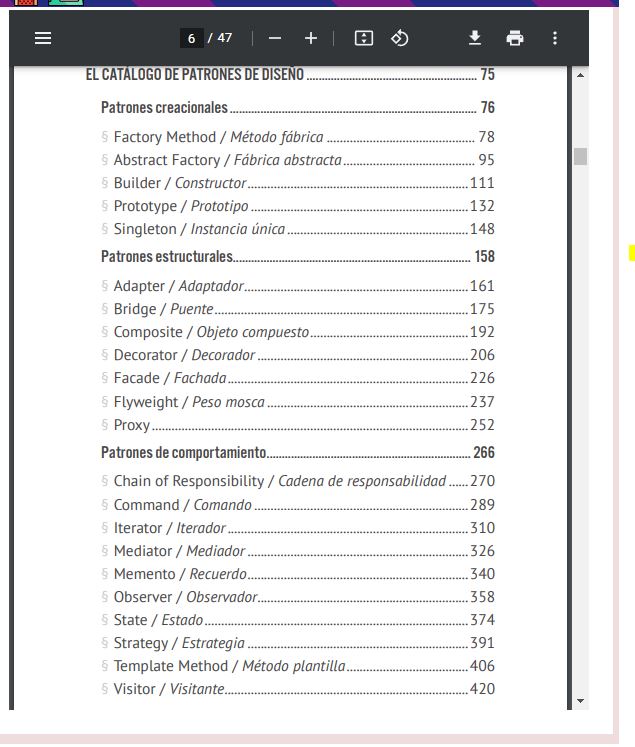 6 / 47
EL CATÁLOGO DE PATRONES DE DISEÑO ........ 75
Patrones creacionales ........ 76
§ Factory Method / Método fábrica ........ 78
§ Abstract Factory / Fábrica abstracta ........ 95
§ Builder / Constructor ........ 111
§ Prototype / Prototipo ........ 132
§ Singleton / Instancia única ........ 148
Patrones estructurales ........ 158
§ Adapter / Adaptador ........ 161
§ Bridge / Puente ........ 175
§ Composite / Objeto compuesto ........ 192
§ Decorator / Decorador ........ 206
§ Facade / Fachada ........ 226
§ Flyweight / Peso mosca ........ 237
§ Proxy ........ 252
Patrones de comportamiento ........ 266
§ Chain of Responsibility / Cadena de responsabilidad ...... 270
§ Command / Comando ........ 289
§ Iterator / Iterador ........ 310
§ Mediator / Mediador ........ 326
§ Memento / Recuerdo ........ 340
§ Observer / Observador ........ 358
§ State / Estado ........ 374
§ Strategy / Estrategia ........ 391
§ Template Method / Método plantilla ........ 406
§ Visitor / Visitante ........ 420